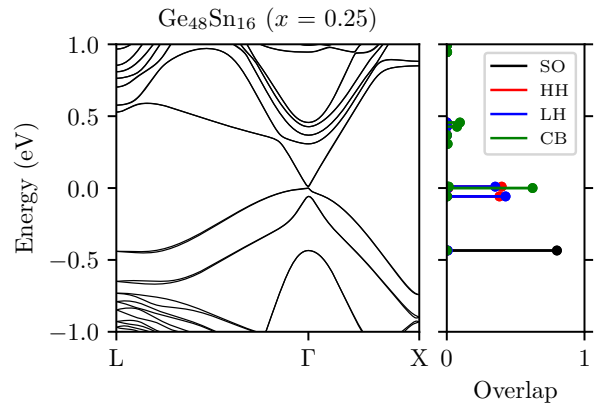 Ge₄₈Sn₁₆ (x = 0.25)
Energy (eV)
1.0
0.5
0.0
−0.5
−1.0
L
Γ
X
SO
HH
LH
CB
0
1
Overlap